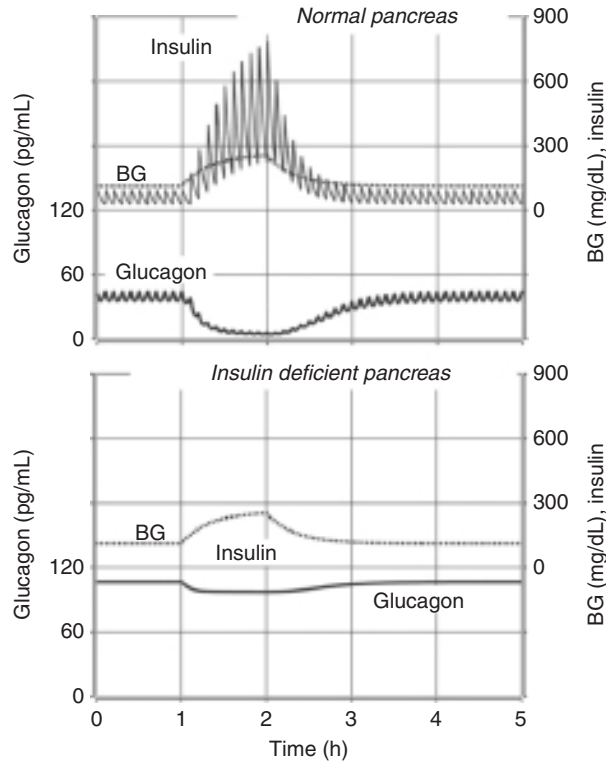 Normal pancreas
900
Insulin
600
Glucagon (pg/mL)
BG (mg/dL), insulin
300
BG
120
0
60
Glucagon
0
Insulin deficient pancreas
900
600
Glucagon (pg/mL)
BG (mg/dL), insulin
300
BG
Insulin
120
0
Glucagon
60
0
0 1 2 3 4 5
Time (h)